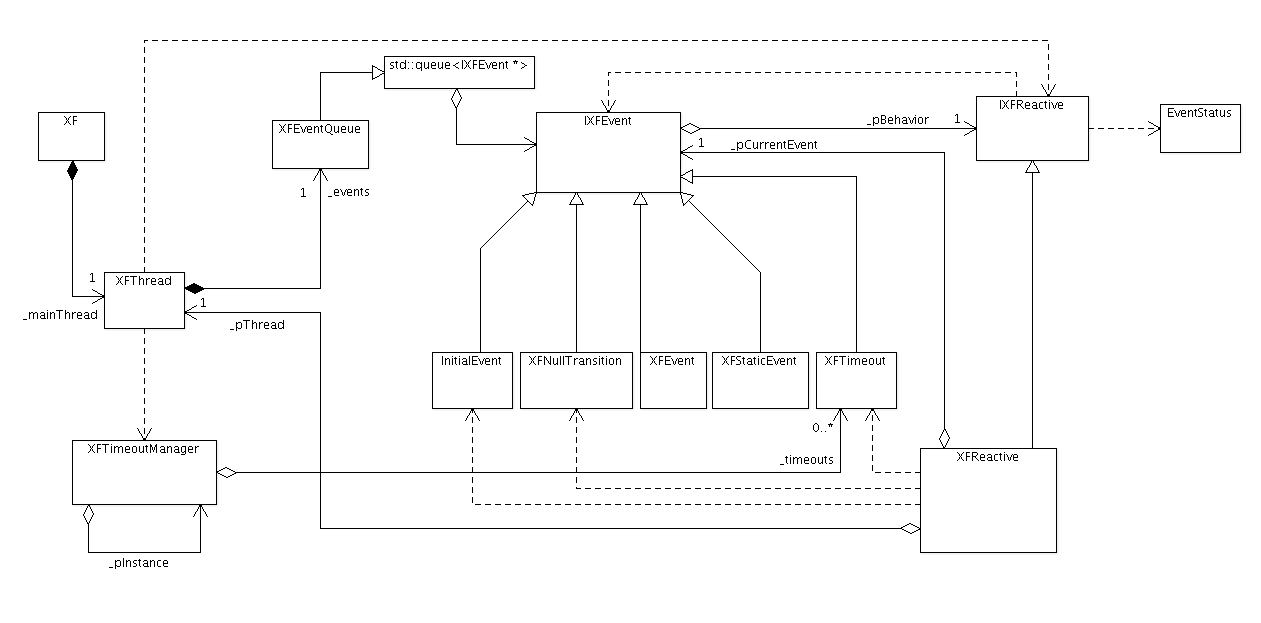 std::queue<IXFEvent *>
XF
XFEventQueue
IXFEvent
_pBehavior
1
IXFReactive
EventStatus
1
_pCurrentEvent
1
_events
XFThread
1
_mainThread
1
_pThread
InitialEvent
XFNullTransition
XFEvent
XFStaticEvent
XFTimeout
0..*
_timeouts
XFTimeoutManager
XFReactive
_pInstance